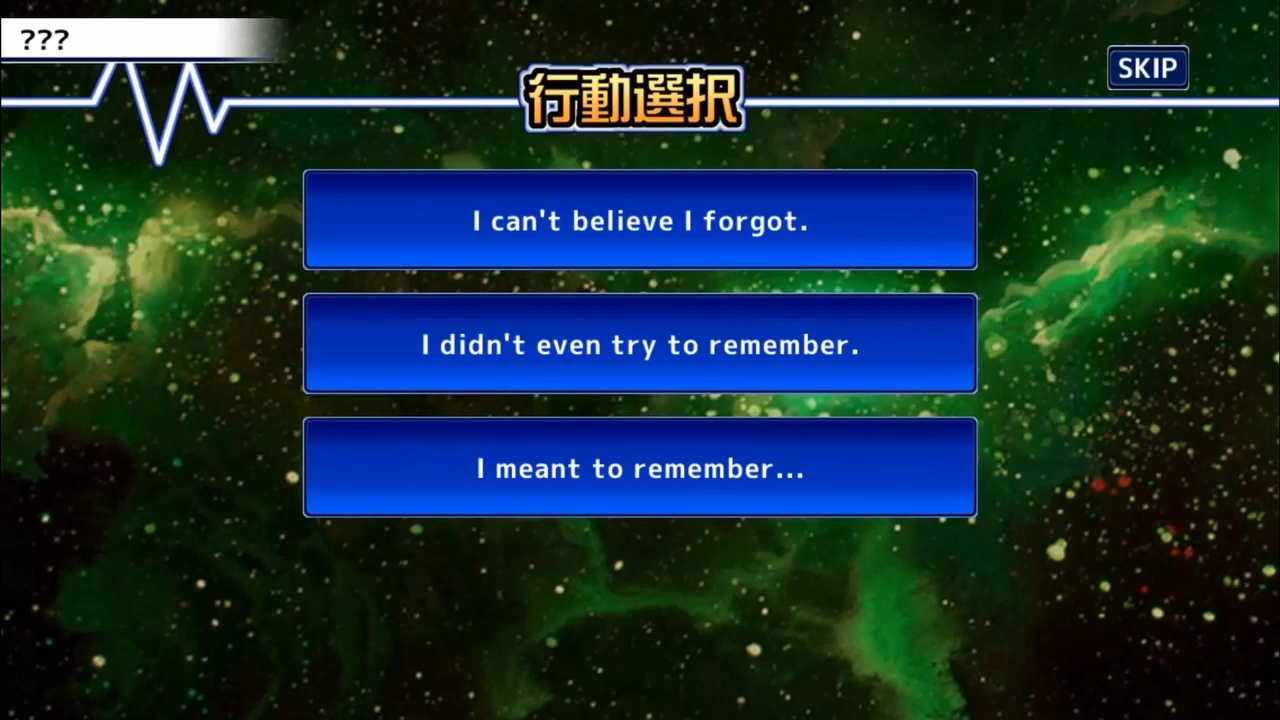 ???
SKIP
行動選択
I can't believe I forgot.
I didn't even try to remember.
I meant to remember...